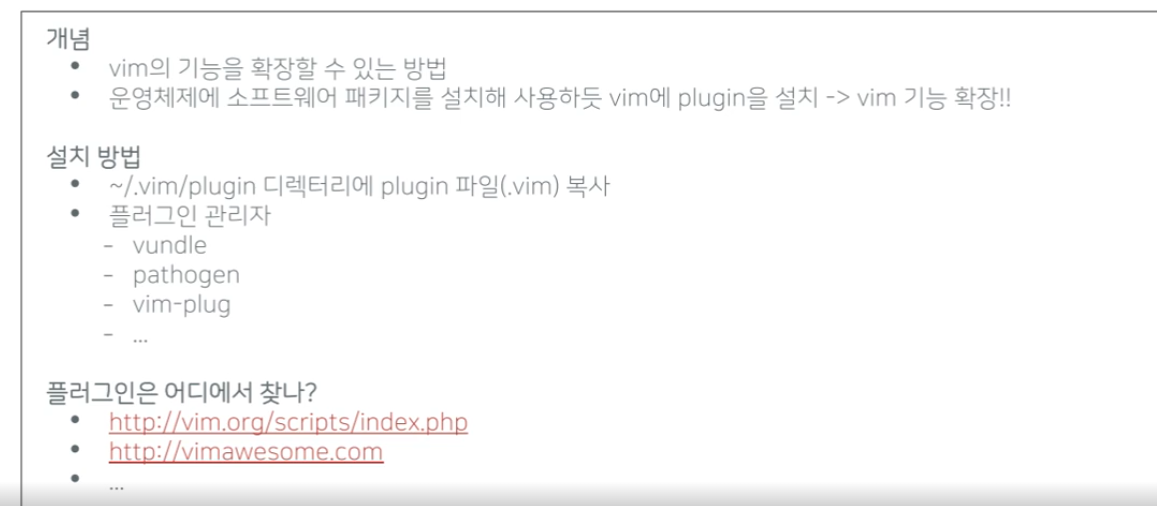 개념
• vim의 기능을 확장할 수 있는 방법
• 운영체제에 소프트웨어 패키지를 설치해 사용하듯 vim에 plugin을 설치 -> vim 기능 확장!!
설치 방법
• ~/.vim/plugin 디렉터리에 plugin 파일(.vim) 복사
• 플러그인 관리자
- vundle
- pathogen
- vim-plug
- ...
플러그인은 어디에서 찾나?
• http://vim.org/scripts/index.php
• http://vimawesome.com
• ...